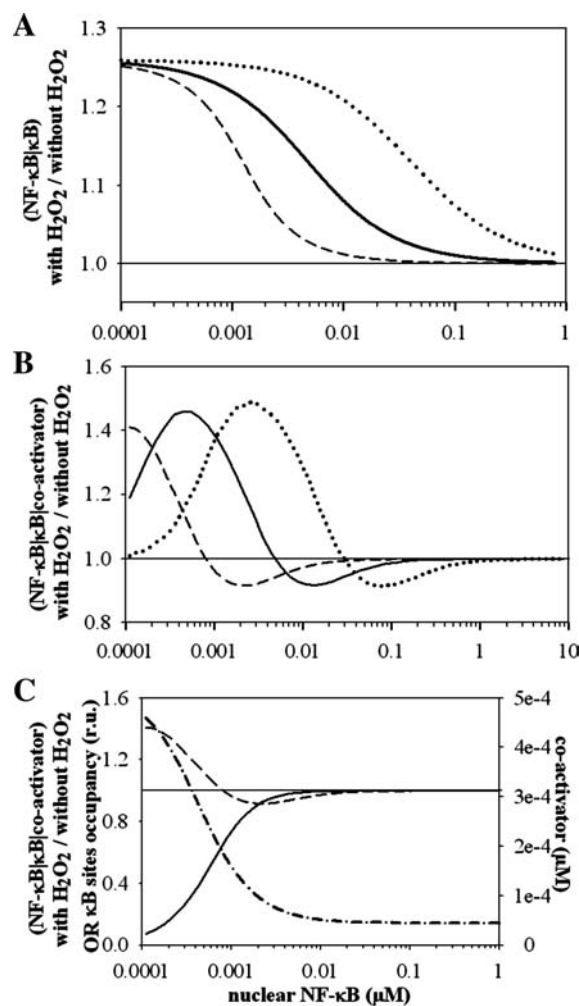 A
(NF-κB|κB)
with H₂O₂ / without H₂O₂
1.3
1.2
1.1
1.0
0.0001
0.001
0.01
0.1
1
B
(NF-κB|κB|co-activator)
with H₂O₂ / without H₂O₂
1.6
1.4
1.2
1.0
0.8
0.0001
0.001
0.01
0.1
1
10
C
(NF-κB|κB|co-activator)
with H₂O₂ / without H₂O₂
OR κB sites occupancy (r.u.)
1.6
1.2
0.8
0.4
0.0
5e-4
4e-4
3e-4
2e-4
1e-4
0
co-activator (μM)
0.0001
0.001
0.01
0.1
1
nuclear NF-κB (μM)